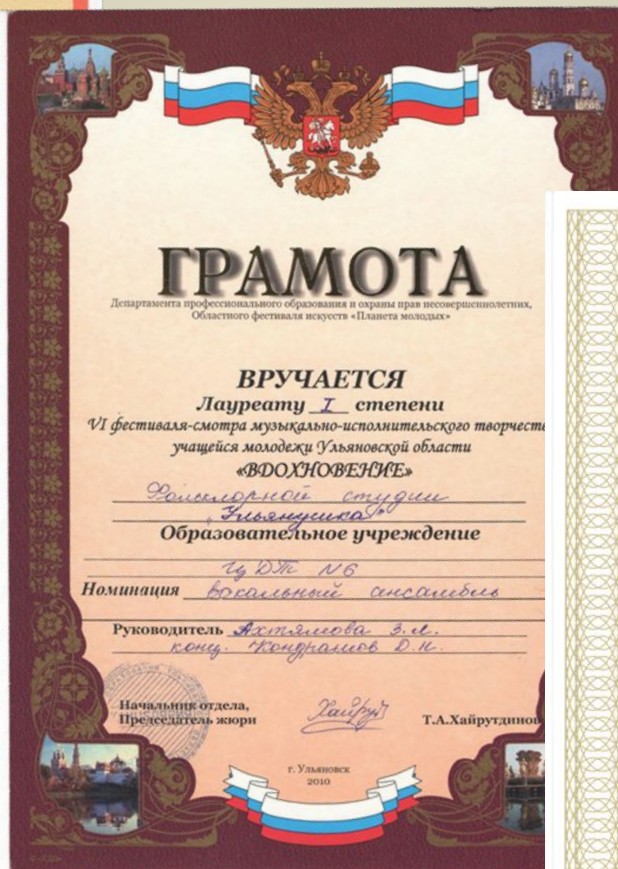 ГРАМОТА
Департамента профессионального образования и охраны прав несовершеннолетних,
Областного фестиваля искусств «Планета молодых»
ВРУЧАЕТСЯ
Лауреату I степени
VI фестиваля-смотра музыкально-исполнительского творчеств
учащейся молодежи Ульяновской области
«ВДОХНОВЕНИЕ»
Фольклорной студии
"Ульянушка"
Образовательное учреждение
ЦДТ №6
Номинация вокальный ансамбль
Руководитель Ахтямова З.М.
конц. Кондрашов Д.Н.
Начальник отдела,
Председатель жюри Т.А.Хайрутдинов
г. Ульяновск
2010